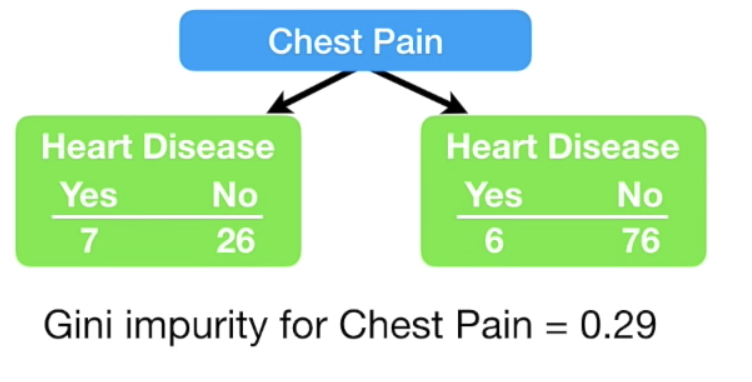 Chest Pain
Heart Disease
Yes No
7 26
Heart Disease
Yes No
6 76
Gini impurity for Chest Pain = 0.29